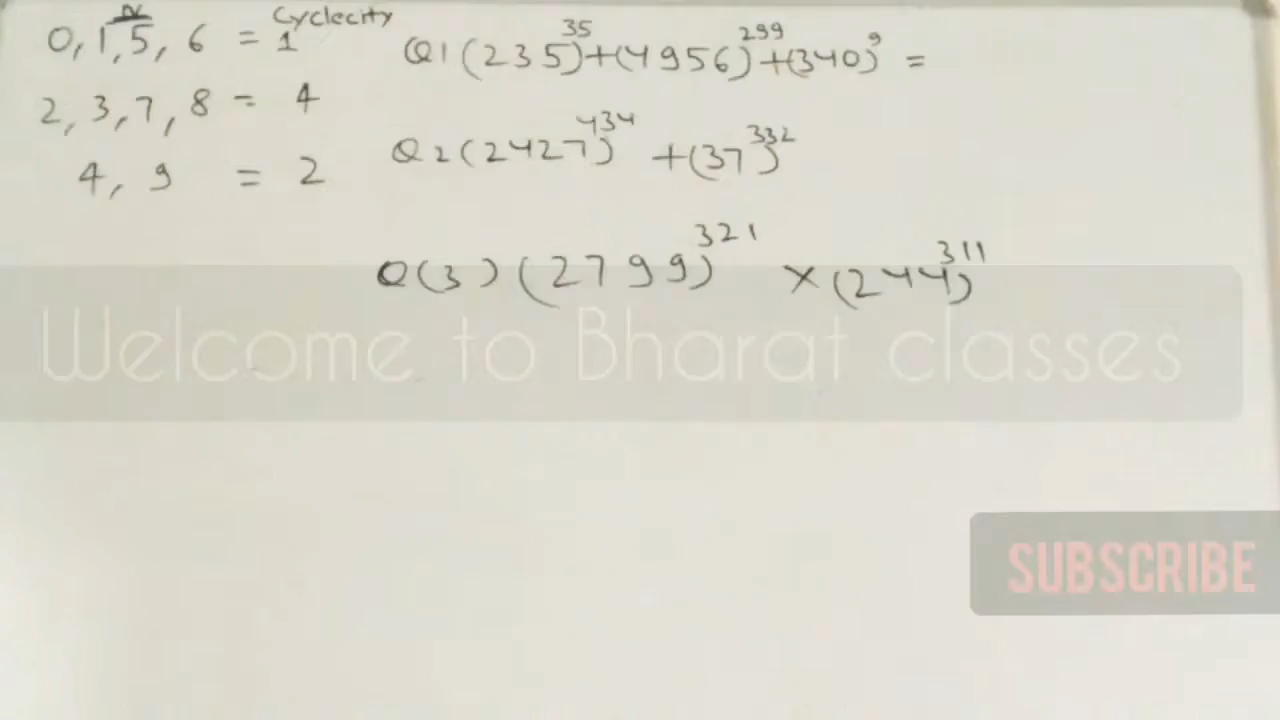 Cyclecity
0, 1, 5, 6 = 1
2, 3, 7, 8 = 4
4, 9 = 2
Q1 (235)^35 + (4956)^299 + (340)^9 =
Q2 (2427)^434 + (37)^332
Q(3) (2799)^321 × (244)^311
Welcome to Bharat classes
SUBSCRIBE